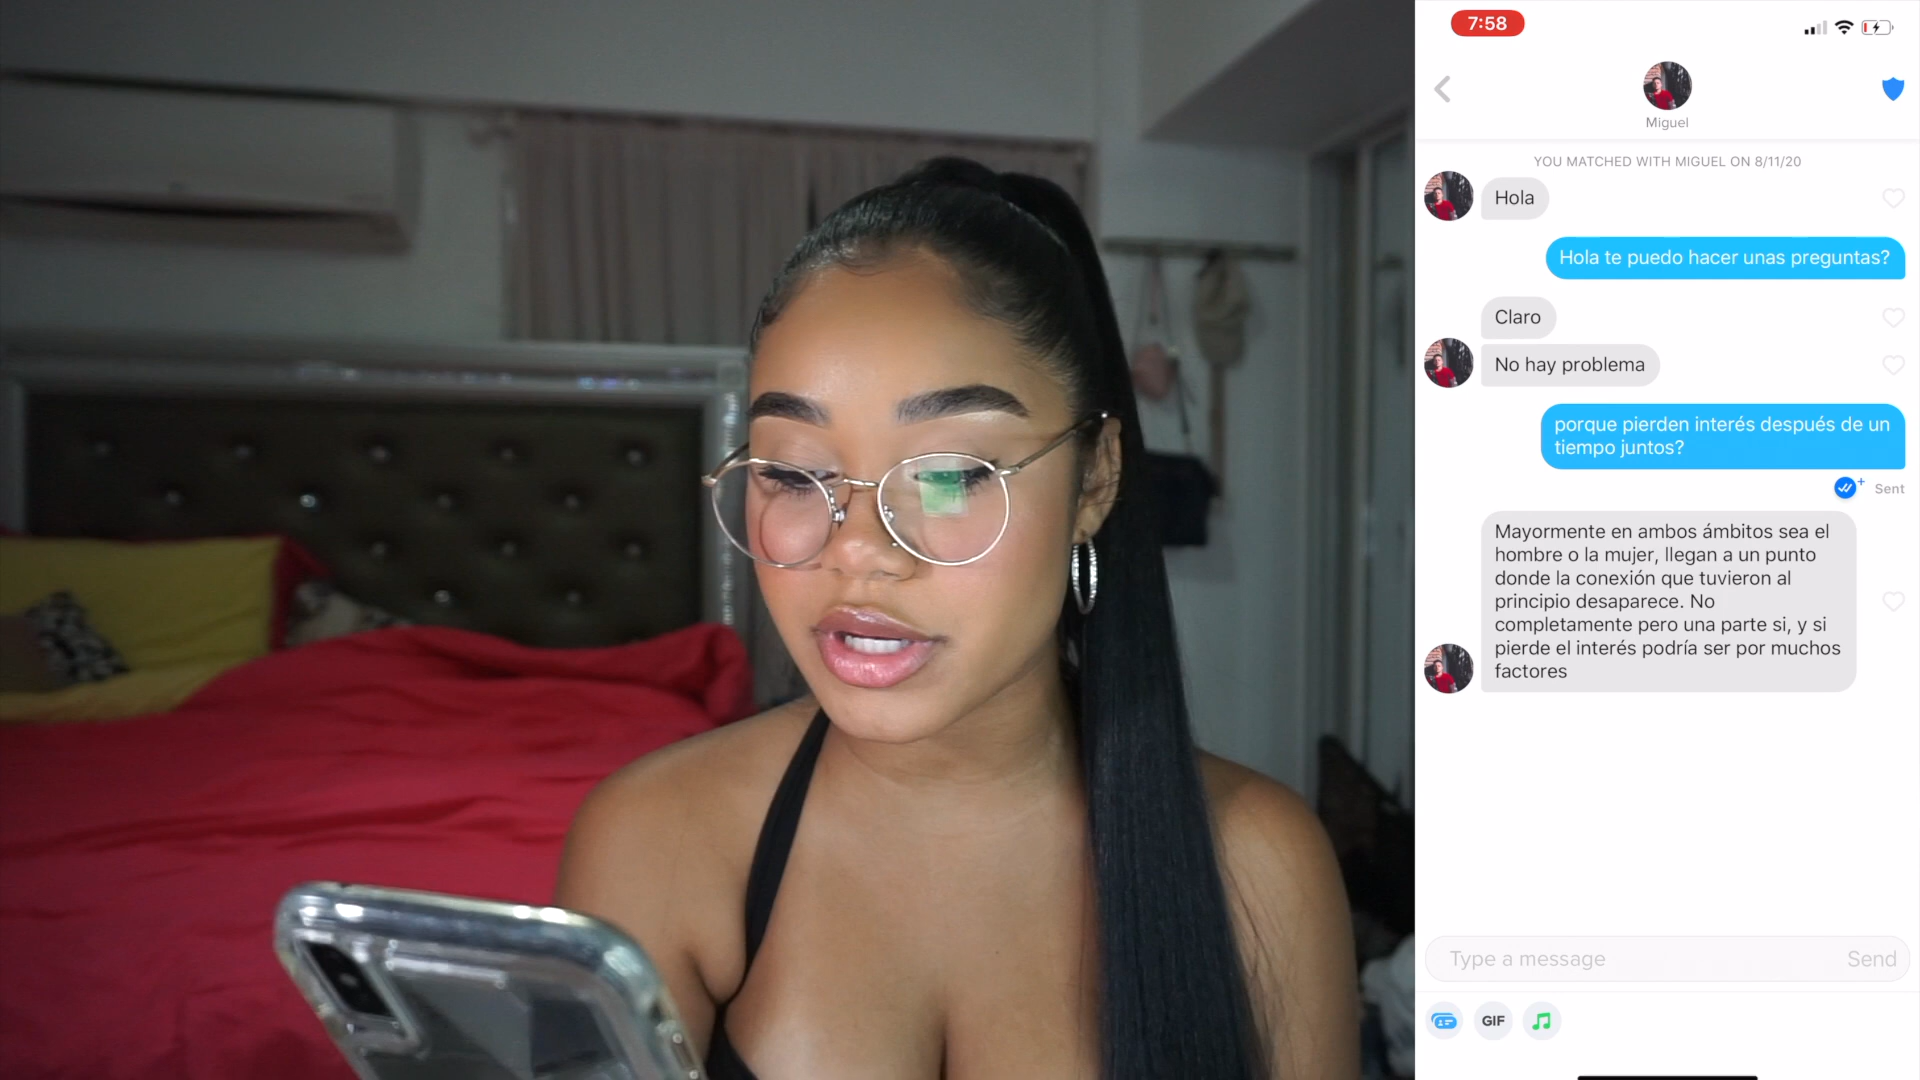 7:58
Miguel
YOU MATCHED WITH MIGUEL ON 8/11/20
Hola
Hola te puedo hacer unas preguntas?
Claro
No hay problema
porque pierden interés después de un
tiempo juntos?
Sent
Mayormente en ambos ámbitos sea el
hombre o la mujer, llegan a un punto
donde la conexión que tuvieron al
principio desaparece. No
completamente pero una parte si, y si
pierde el interés podría ser por muchos
factores
Type a message
Send
GIF